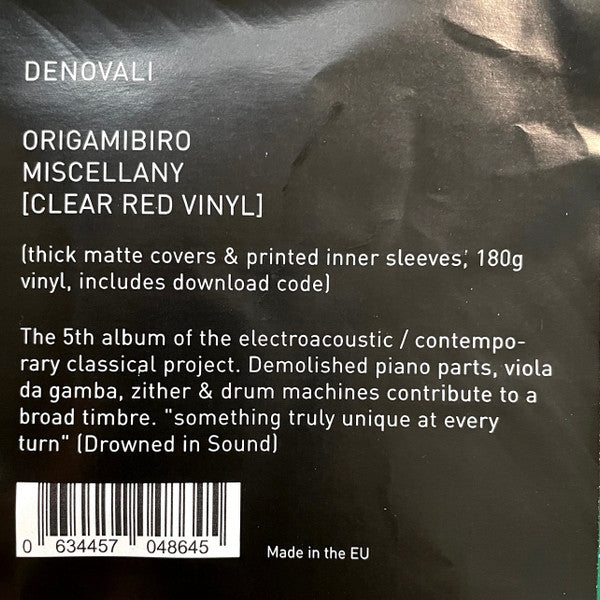 DENOVALI
ORIGAMIBIRO
MISCELLANY
[CLEAR RED VINYL]
(thick matte covers & printed inner sleeves, 180g
vinyl, includes download code)
The 5th album of the electroacoustic / contempo-
rary classical project. Demolished piano parts, viola
da gamba, zither & drum machines contribute to a
broad timbre. "something truly unique at every
turn" (Drowned in Sound)
0 634457 048645
Made in the EU